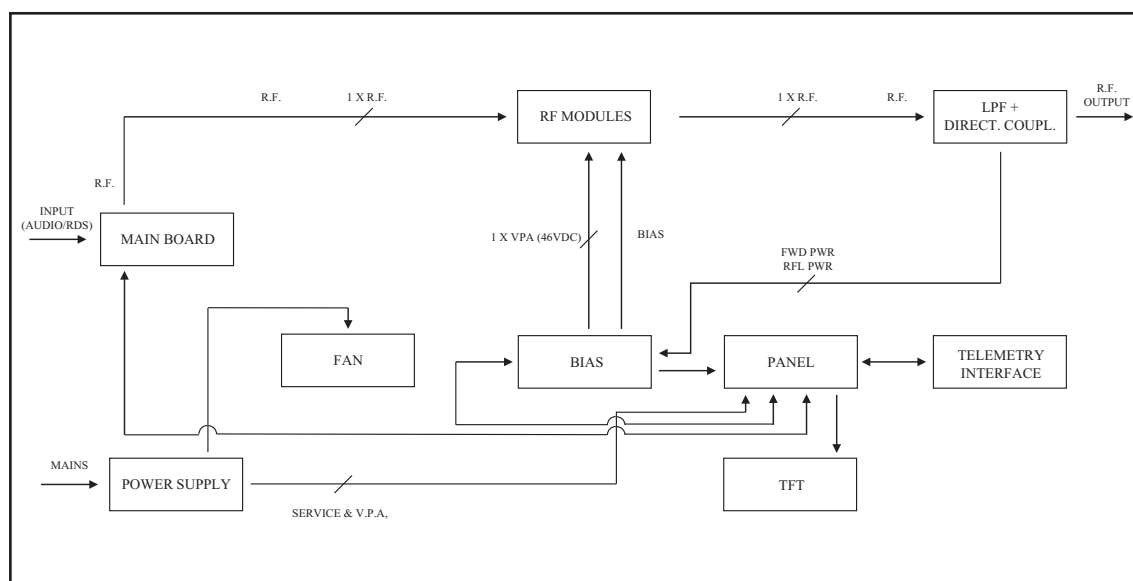 R.F.
1 X R.F.
RF MODULES
1 X R.F.
R.F.
LPF +
DIRECT. COUPL.
R.F.
OUTPUT
R.F.
INPUT
(AUDIO/RDS)
MAIN BOARD
1 X VPA (46VDC)
BIAS
FWD PWR
RFL PWR
FAN
BIAS
PANEL
TELEMETRY
INTERFACE
MAINS
POWER SUPPLY
TFT
SERVICE & V.P.A,